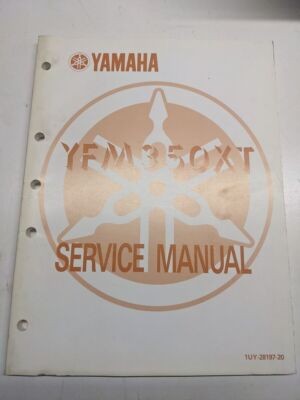 YAMAHA
YFM350XT
SERVICE MANUAL
1UY-28197-20